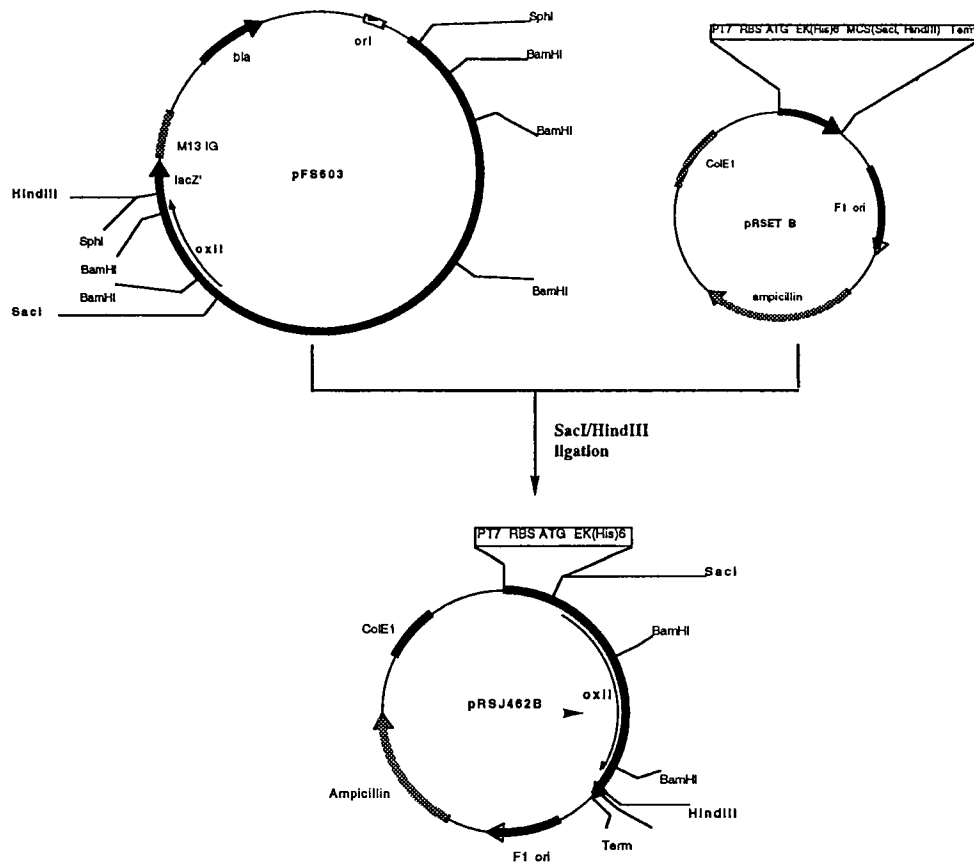 SphI
orI
bla
BamHI
BamHI
M13 IG
pFS603
lacZ'
HindIII
SphI
oxII
BamHI
BamHI
BamHI
SacI
PT7 RBS ATG EK(His)6 MCS(SacI, HindIII) Term
ColE1
F1 ori
pRSET B
ampicillin
SacI/HindIII
ligation
PT7 RBS ATG EK(His)6
SacI
ColE1
BamHI
oxII
pRSJ462B
BamHI
Ampicillin
HindIII
Term
F1 ori